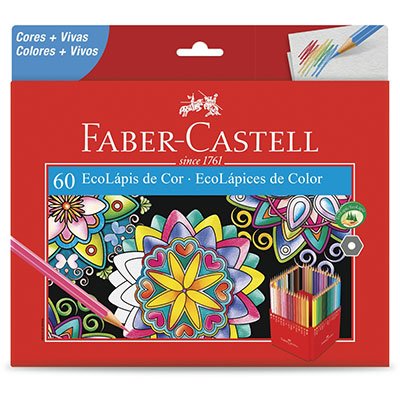 Cores + Vivas
Colores + Vivos
FABER-CASTELL
since 1761
60 EcoLápis de Cor · EcoLápices de Color